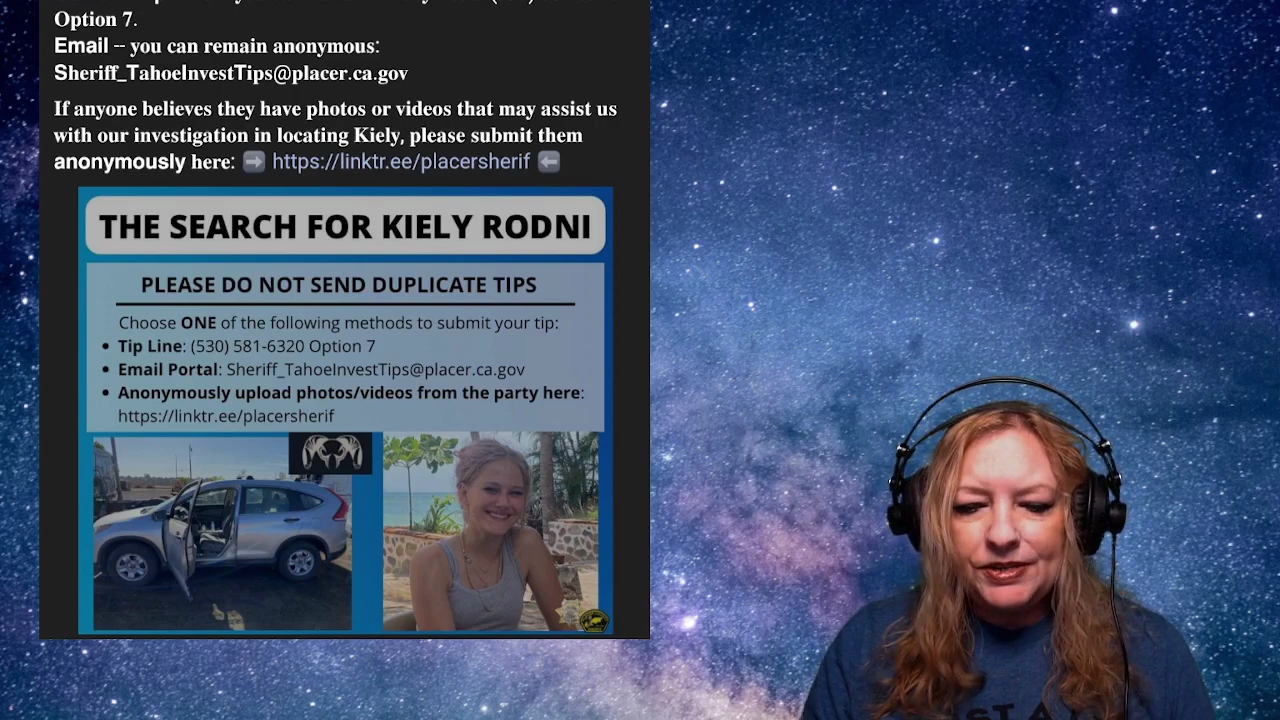 Option 7.
Email -- you can remain anonymous:
Sheriff_TahoeInvestTips@placer.ca.gov
If anyone believes they have photos or videos that may assist us
with our investigation in locating Kiely, please submit them
anonymously here: ➡️ https://linktr.ee/placersherif ⬅️
THE SEARCH FOR KIELY RODNI
PLEASE DO NOT SEND DUPLICATE TIPS
Choose ONE of the following methods to submit your tip:
• Tip Line: (530) 581-6320 Option 7
• Email Portal: Sheriff_TahoeInvestTips@placer.ca.gov
• Anonymously upload photos/videos from the party here:
https://linktr.ee/placersherif